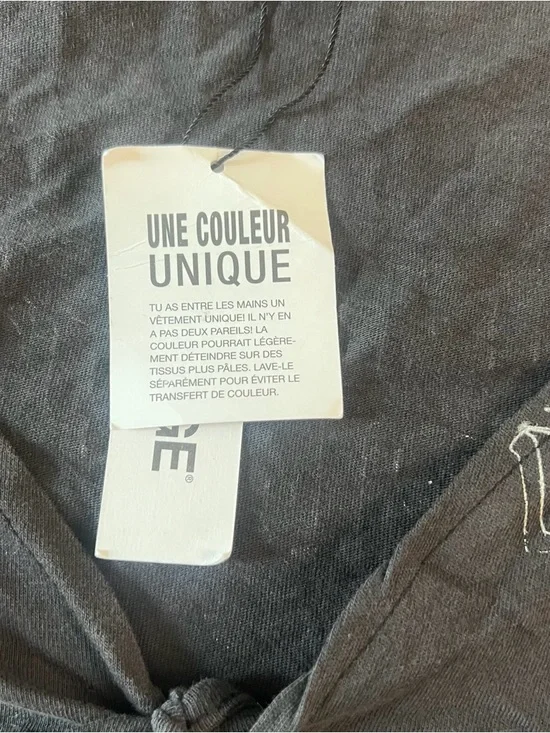 UNE COULEUR
UNIQUE
TU AS ENTRE LES MAINS UN
VÊTEMENT UNIQUE! IL N'Y EN
A PAS DEUX PAREILS! LA
COULEUR POURRAIT LÉGÈRE-
MENT DÉTEINDRE SUR DES
TISSUS PLUS PÂLES. LAVE-LE
SÉPARÉMENT POUR ÉVITER LE
TRANSFERT DE COULEUR.
GE®